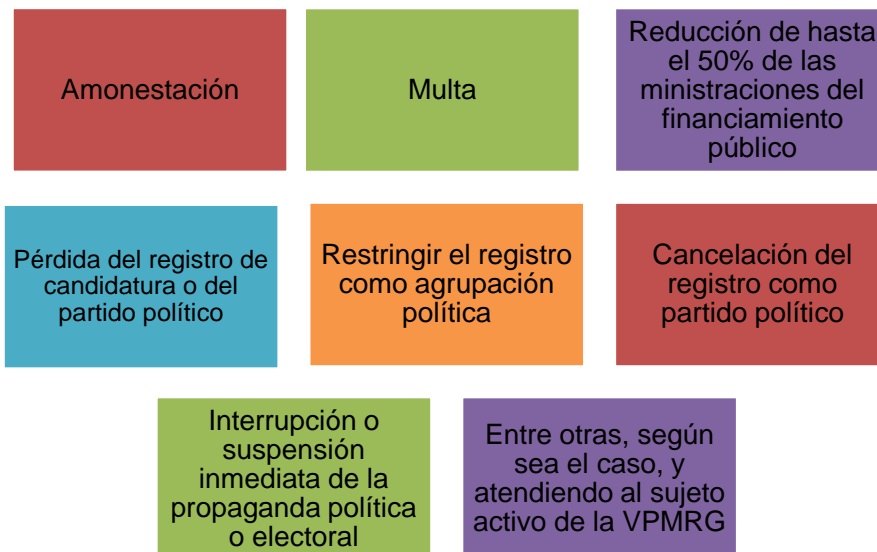 Amonestación
Multa
Reducción de hasta
el 50% de las
ministraciones del
financiamiento
público
Pérdida del registro de
candidatura o del
partido político
Restringir el registro
como agrupación
política
Cancelación del
registro como
partido político
Interrupción o
suspensión
inmediata de la
propaganda política
o electoral
Entre otras, según
sea el caso, y
atendiendo al sujeto
activo de la VPMRG